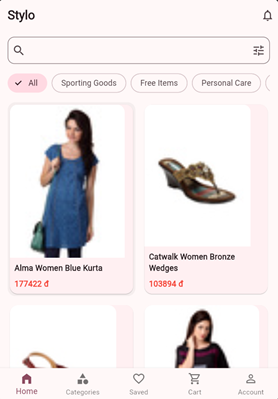 Stylo
All
Sporting Goods
Free Items
Personal Care
Alma Women Blue Kurta
177422 đ
Catwalk Women Bronze
Wedges
103894 đ
Home
Categories
Saved
Cart
Account